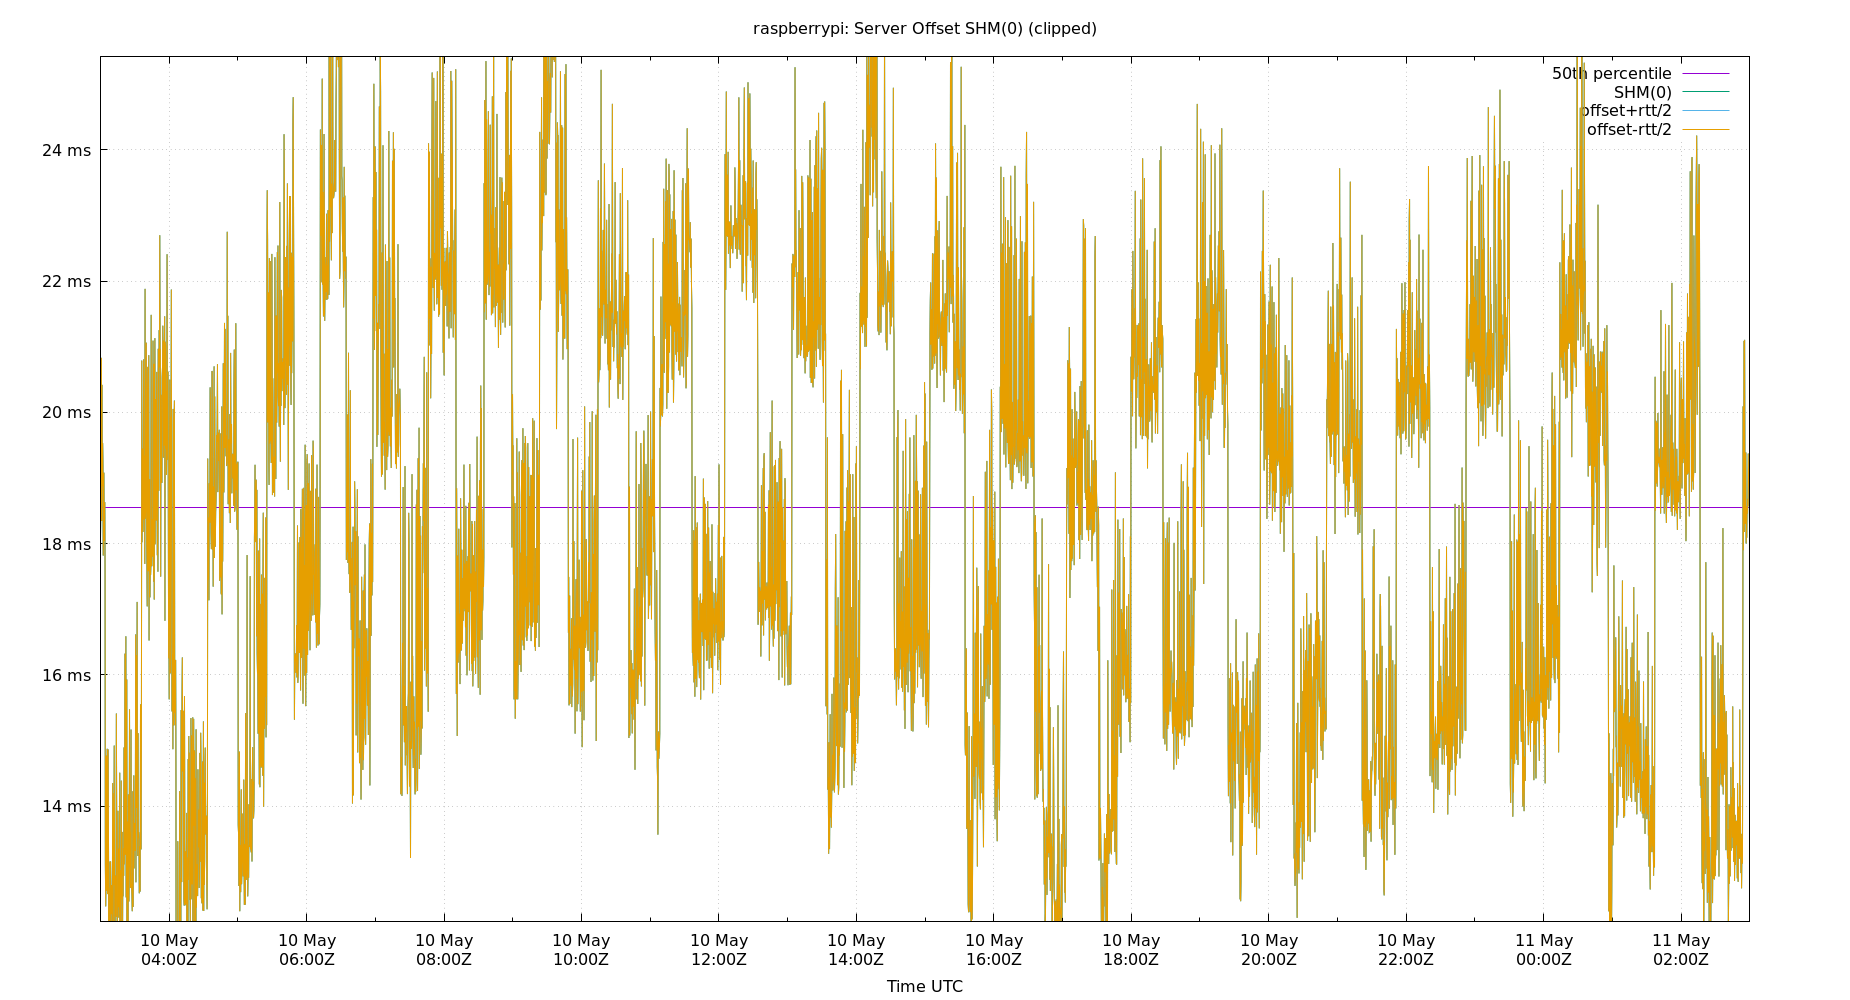 raspberrypi: Server Offset SHM(0) (clipped)
50th percentile
SHM(0)
offset+rtt/2
offset-rtt/2
24 ms
22 ms
20 ms
18 ms
16 ms
14 ms
10 May 10 May 10 May 10 May 10 May 10 May 10 May 10 May 10 May 10 May 11 May 11 May
04:00Z 06:00Z 08:00Z 10:00Z 12:00Z 14:00Z 16:00Z 18:00Z 20:00Z 22:00Z 00:00Z 02:00Z
Time UTC